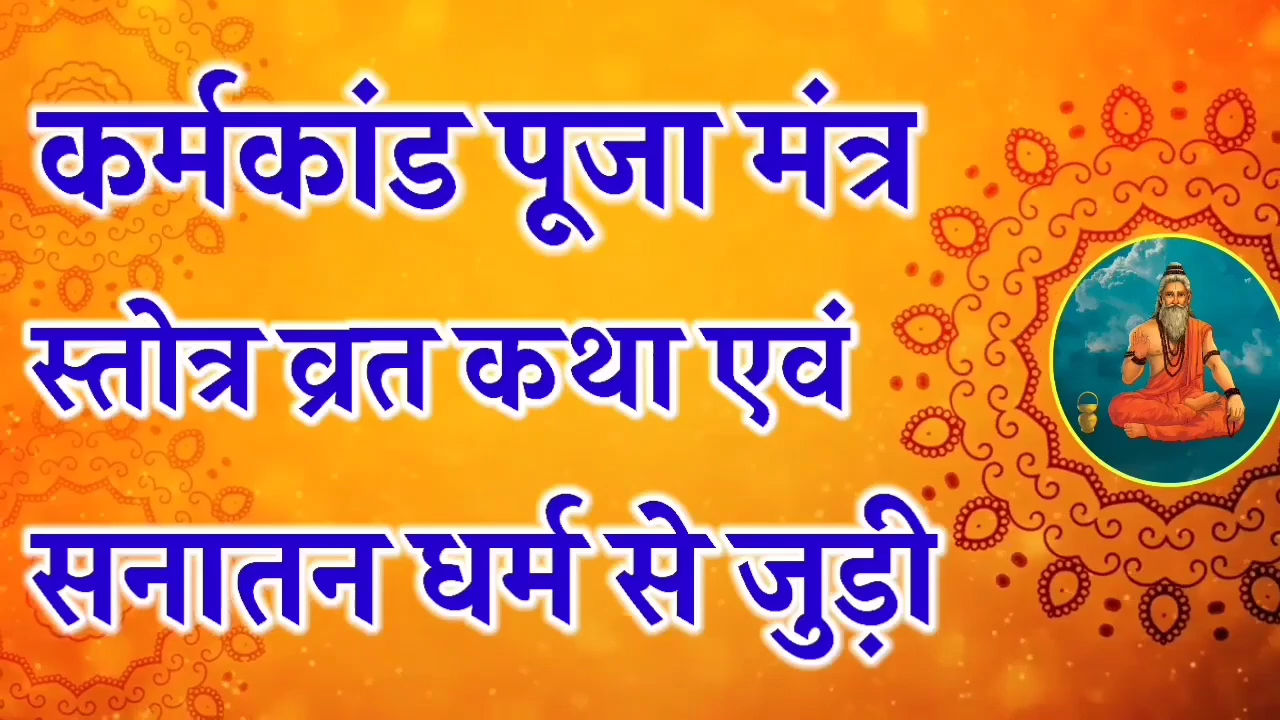 कर्मकांड पूजा मंत्र
स्तोत्र व्रत कथा एवं
सनातन धर्म से जुड़ी